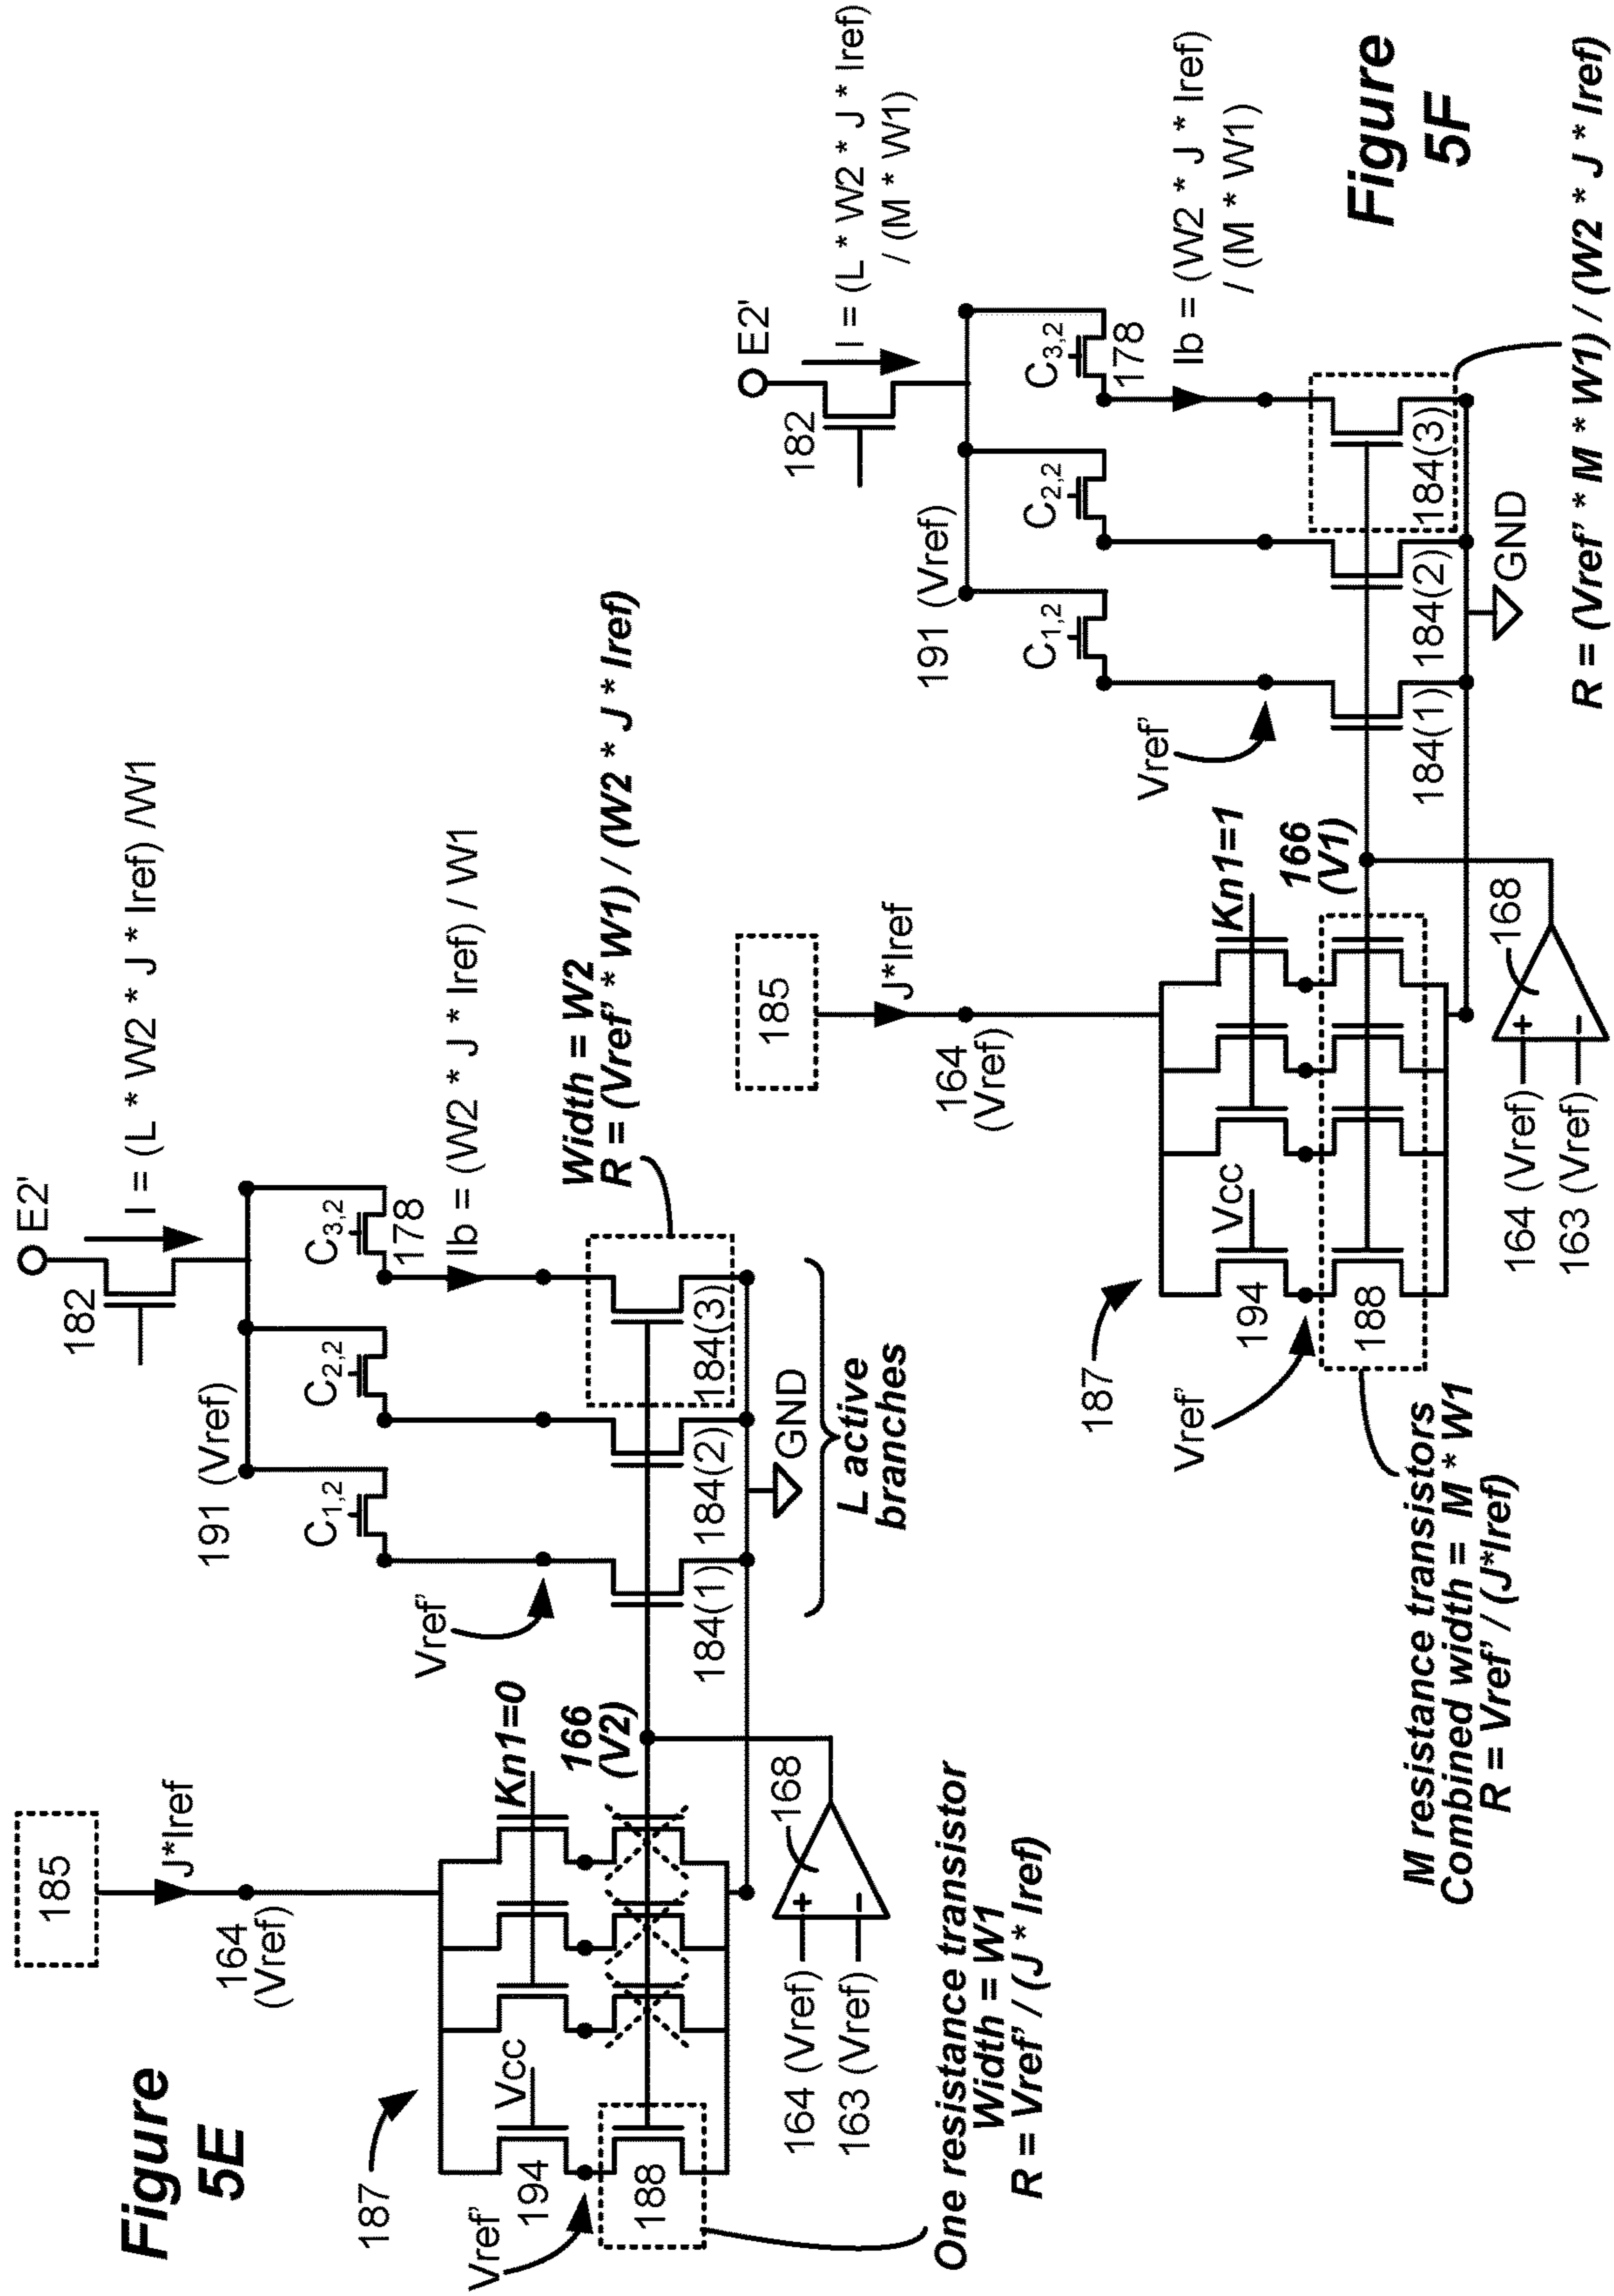 Figure
5E
185
J*Iref
164
(Vref)
187
Vcc
Kn1=0
194
Vref'
188
166
(V2)
168
164 (Vref)
163 (Vref)
+
–
One resistance transistor
Width = W1
R = Vref' / (J * Iref)
E2'
182
I = (L * W2 * J * Iref) /W1
191 (Vref)
C1,2
C2,2
C3,2
178
Ib = (W2 * J * Iref) / W1
Vref'
184(1)
184(2)
184(3)
GND
L active
branches
Width = W2
R = (Vref' * W1) / (W2 * J * Iref)
Figure
5F
185
J*Iref
164
(Vref)
187
Vcc
Kn1=1
194
Vref'
188
166
(V1)
168
164 (Vref)
163 (Vref)
+
–
M resistance transistors
Combined width = M * W1
R = Vref' / (J*Iref)
E2'
182
I = (L * W2 * J * Iref)
/ (M * W1)
191 (Vref)
C1,2
C2,2
C3,2
178
Ib = (W2 * J * Iref)
/ (M * W1)
Vref'
184(1)
184(2)
184(3)
GND
R = (Vref' * M * W1) / (W2 * J * Iref)